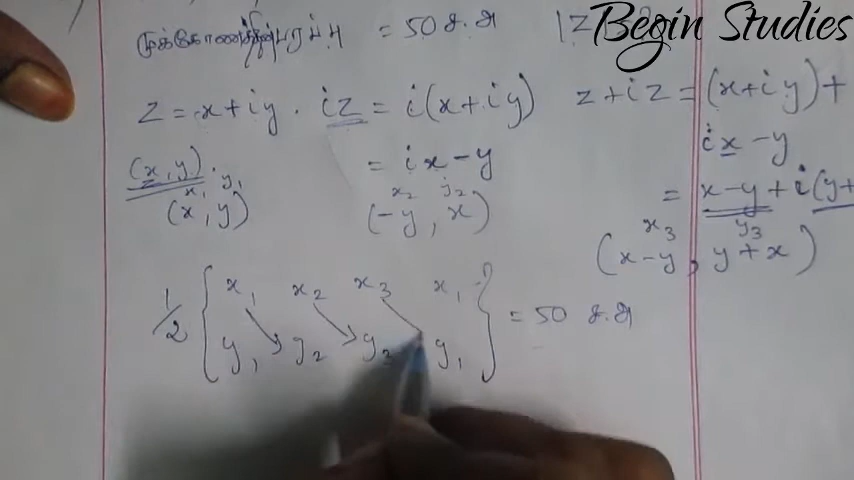 முக்கோணத்தின் பரப்பு = 50 ச.அ |z
Begin Studies
z = x+iy . iz = i(x+iy) z+iz = (x+iy)+
(x,y) . = ix-y ix-y
x₁ y₁ x₂ y₂ = x-y+i(y+
(x,y) (-y, x) x₃ y₃
(x-y, y+x)
1/2 { x₁ x₂ x₃ x₁ } = 50 ச.அ
y₁ y₂ y₃ y₁